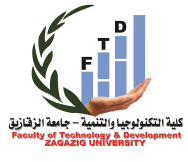 F T D
كلية التكنولوجيا والتنمية - جامعة الزقازيق
Faculty of Technology & Development
ZAGAZIG UNIVERSITY